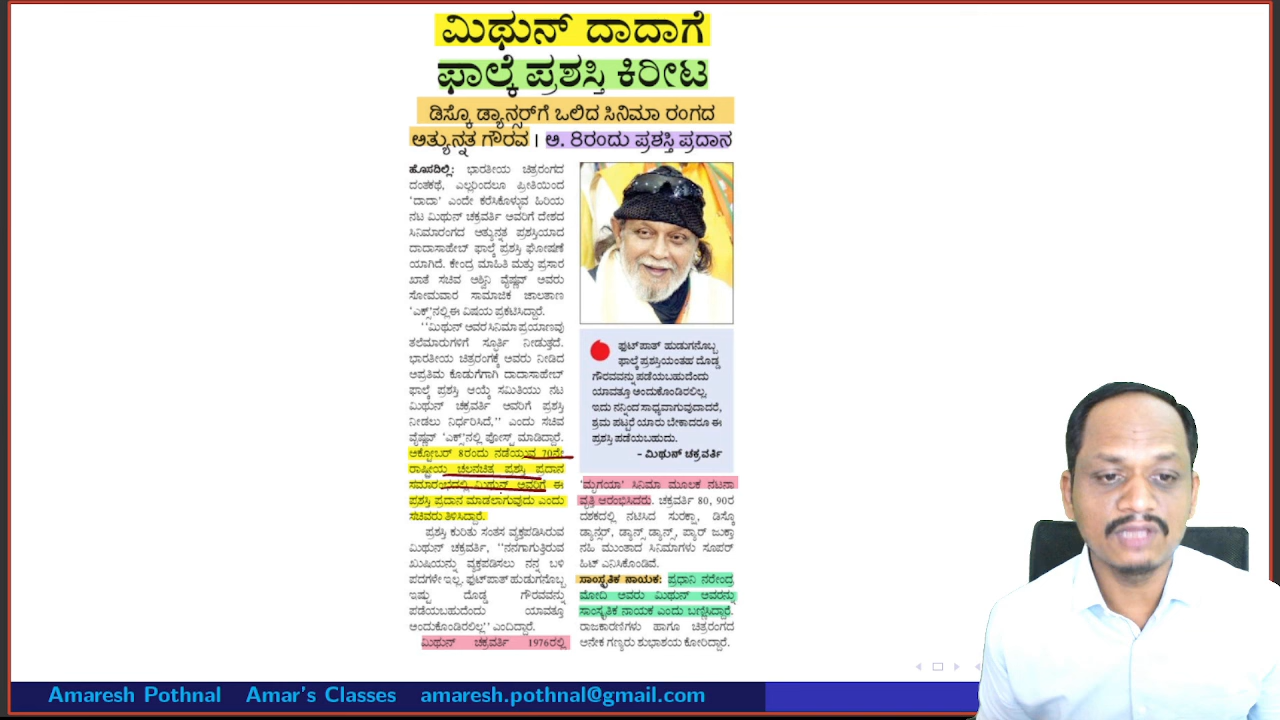 ಮಿಥುನ್ ದಾದಾಗೆ
ಫಾಲ್ಕೆ ಪ್ರಶಸ್ತಿ ಕಿರೀಟ
ಡಿಸ್ಕೊ ಡ್ಯಾನ್ಸರ್‌ಗೆ ಒಲಿದ ಸಿನಿಮಾ ರಂಗದ
ಅತ್ಯುನ್ನತ ಗೌರವ । ಅ. 8ರಂದು ಪ್ರಶಸ್ತಿ ಪ್ರದಾನ
ಹೊಸದಿಲ್ಲಿ: ಭಾರತೀಯ ಚಿತ್ರರಂಗದ
ದಂತಕಥೆ, ಎಲ್ಲರಿಂದಲೂ ಪ್ರೀತಿಯಿಂದ
'ದಾದಾ' ಎಂದೇ ಕರೆಸಿಕೊಳ್ಳುವ ಹಿರಿಯ
ನಟ ಮಿಥುನ್ ಚಕ್ರವರ್ತಿ ಅವರಿಗೆ ದೇಶದ
ಸಿನಿಮಾರಂಗದ ಅತ್ಯುನ್ನತ ಪ್ರಶಸ್ತಿಯಾದ
ದಾದಾಸಾಹೇಬ್ ಫಾಲ್ಕೆ ಪ್ರಶಸ್ತಿ ಘೋಷಣೆ
ಯಾಗಿದೆ. ಕೇಂದ್ರ ಮಾಹಿತಿ ಮತ್ತು ಪ್ರಸಾರ
ಖಾತೆ ಸಚಿವ ಅಶ್ವಿನಿ ವೈಷ್ಣವ್ ಅವರು
ಸೋಮವಾರ ಸಾಮಾಜಿಕ ಜಾಲತಾಣ
'ಎಕ್ಸ್'ನಲ್ಲಿ ಈ ವಿಷಯ ಪ್ರಕಟಿಸಿದ್ದಾರೆ.
''ಮಿಥುನ್ ಅವರ ಸಿನಿಮಾ ಪ್ರಯಾಣವು
ತಲೆಮಾರುಗಳಿಗೆ ಸ್ಫೂರ್ತಿ ನೀಡುತ್ತದೆ.
ಭಾರತೀಯ ಚಿತ್ರರಂಗಕ್ಕೆ ಅವರು ನೀಡಿದ
ಅಪ್ರತಿಮ ಕೊಡುಗೆಗಾಗಿ ದಾದಾಸಾಹೇಬ್
ಫಾಲ್ಕೆ ಪ್ರಶಸ್ತಿ ಆಯ್ಕೆ ಸಮಿತಿಯು ನಟ
ಮಿಥುನ್ ಚಕ್ರವರ್ತಿ ಅವರಿಗೆ ಪ್ರಶಸ್ತಿ
ನೀಡಲು ನಿರ್ಧರಿಸಿದೆ,'' ಎಂದು ಸಚಿವ
ವೈಷ್ಣವ್ 'ಎಕ್ಸ್'ನಲ್ಲಿ ಪೋಸ್ಟ್ ಮಾಡಿದ್ದಾರೆ.
ಅಕ್ಟೋಬರ್ 8ರಂದು ನಡೆಯುವ 70ನೇ
ರಾಷ್ಟ್ರೀಯ ಚಲನಚಿತ್ರ ಪ್ರಶಸ್ತಿ ಪ್ರದಾನ
ಸಮಾರಂಭದಲ್ಲಿ ಮಿಥುನ್ ಅವರಿಗೆ ಈ
ಪ್ರಶಸ್ತಿ ಪ್ರದಾನ ಮಾಡಲಾಗುವುದು ಎಂದು
ಸಚಿವರು ತಿಳಿಸಿದ್ದಾರೆ.
ಪ್ರಶಸ್ತಿ ಕುರಿತು ಸಂತಸ ವ್ಯಕ್ತಪಡಿಸಿರುವ
ಮಿಥುನ್ ಚಕ್ರವರ್ತಿ, ''ನನಗಾಗುತ್ತಿರುವ
ಖುಷಿಯನ್ನು ವ್ಯಕ್ತಪಡಿಸಲು ನನ್ನ ಬಳಿ
ಪದಗಳೇ ಇಲ್ಲ. ಫುಟ್‌ಪಾತ್ ಹುಡುಗನೊಬ್ಬ
ಇಷ್ಟು ದೊಡ್ಡ ಗೌರವವನ್ನು
ಪಡೆಯಬಹುದೆಂದು ಯಾವತ್ತೂ
ಅಂದುಕೊಂಡಿರಲಿಲ್ಲ'' ಎಂದಿದ್ದಾರೆ.
ಮಿಥುನ್ ಚಕ್ರವರ್ತಿ 1976ರಲ್ಲಿ
ಫುಟ್‌ಪಾತ್ ಹುಡುಗನೊಬ್ಬ
ಫಾಲ್ಕೆ ಪ್ರಶಸ್ತಿಯಂತಹ ದೊಡ್ಡ
ಗೌರವವನ್ನು ಪಡೆಯಬಹುದೆಂದು
ಯಾವತ್ತೂ ಅಂದುಕೊಂಡಿರಲಿಲ್ಲ.
ಇದು ನನ್ನಿಂದ ಸಾಧ್ಯವಾಗುವುದಾದರೆ,
ಶ್ರಮ ಪಟ್ಟರೆ ಯಾರು ಬೇಕಾದರೂ ಈ
ಪ್ರಶಸ್ತಿ ಪಡೆಯಬಹುದು.
- ಮಿಥುನ್ ಚಕ್ರವರ್ತಿ
'ಮೃಗಯಾ' ಸಿನಿಮಾ ಮೂಲಕ ನಟನಾ
ವೃತ್ತಿ ಆರಂಭಿಸಿದರು. ಚಕ್ರವರ್ತಿ 80, 90ರ
ದಶಕದಲ್ಲಿ ನಟಿಸಿದ ಸುರಕ್ಷಾ, ಡಿಸ್ಕೊ
ಡ್ಯಾನ್ಸರ್, ಡ್ಯಾನ್ಸ್ ಡ್ಯಾನ್ಸ್, ಪ್ಯಾರ್ ಜುಕ್ತಾ
ನಹಿ ಮುಂತಾದ ಸಿನಿಮಾಗಳು ಸೂಪರ್
ಹಿಟ್ ಎನಿಸಿಕೊಂಡಿವೆ.
ಸಾಂಸ್ಕೃತಿಕ ನಾಯಕ: ಪ್ರಧಾನಿ ನರೇಂದ್ರ
ಮೋದಿ ಅವರು ಮಿಥುನ್ ಅವರನ್ನು
ಸಾಂಸ್ಕೃತಿಕ ನಾಯಕ ಎಂದು ಬಣ್ಣಿಸಿದ್ದಾರೆ.
ರಾಜಕಾರಣಿಗಳು ಹಾಗೂ ಚಿತ್ರರಂಗದ
ಅನೇಕ ಗಣ್ಯರು ಶುಭಾಶಯ ಕೋರಿದ್ದಾರೆ.
Amaresh Pothnal Amar's Classes amaresh.pothnal@gmail.com